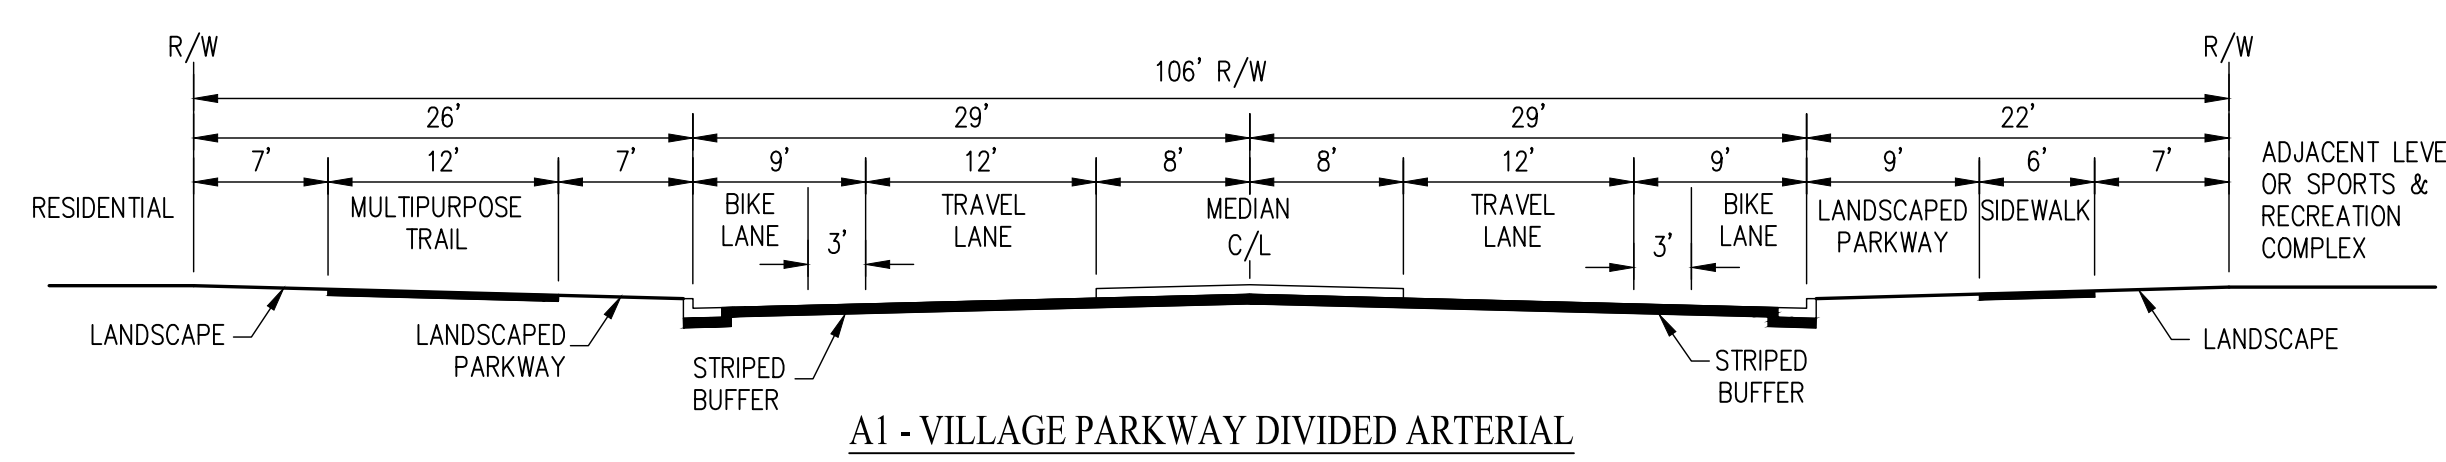 R/W
R/W
106' R/W
26'
29'
29'
22'
7'
12'
7'
9'
12'
8'
8'
12'
9'
9'
6'
7'
RESIDENTIAL
MULTIPURPOSE
TRAIL
BIKE
LANE
3'
TRAVEL
LANE
MEDIAN
C/L
TRAVEL
LANE
3'
BIKE
LANE
LANDSCAPED
PARKWAY
SIDEWALK
ADJACENT LEVE
OR SPORTS &
RECREATION
COMPLEX
LANDSCAPE
LANDSCAPED
PARKWAY
STRIPED
BUFFER
STRIPED
BUFFER
LANDSCAPE
A1 - VILLAGE PARKWAY DIVIDED ARTERIAL